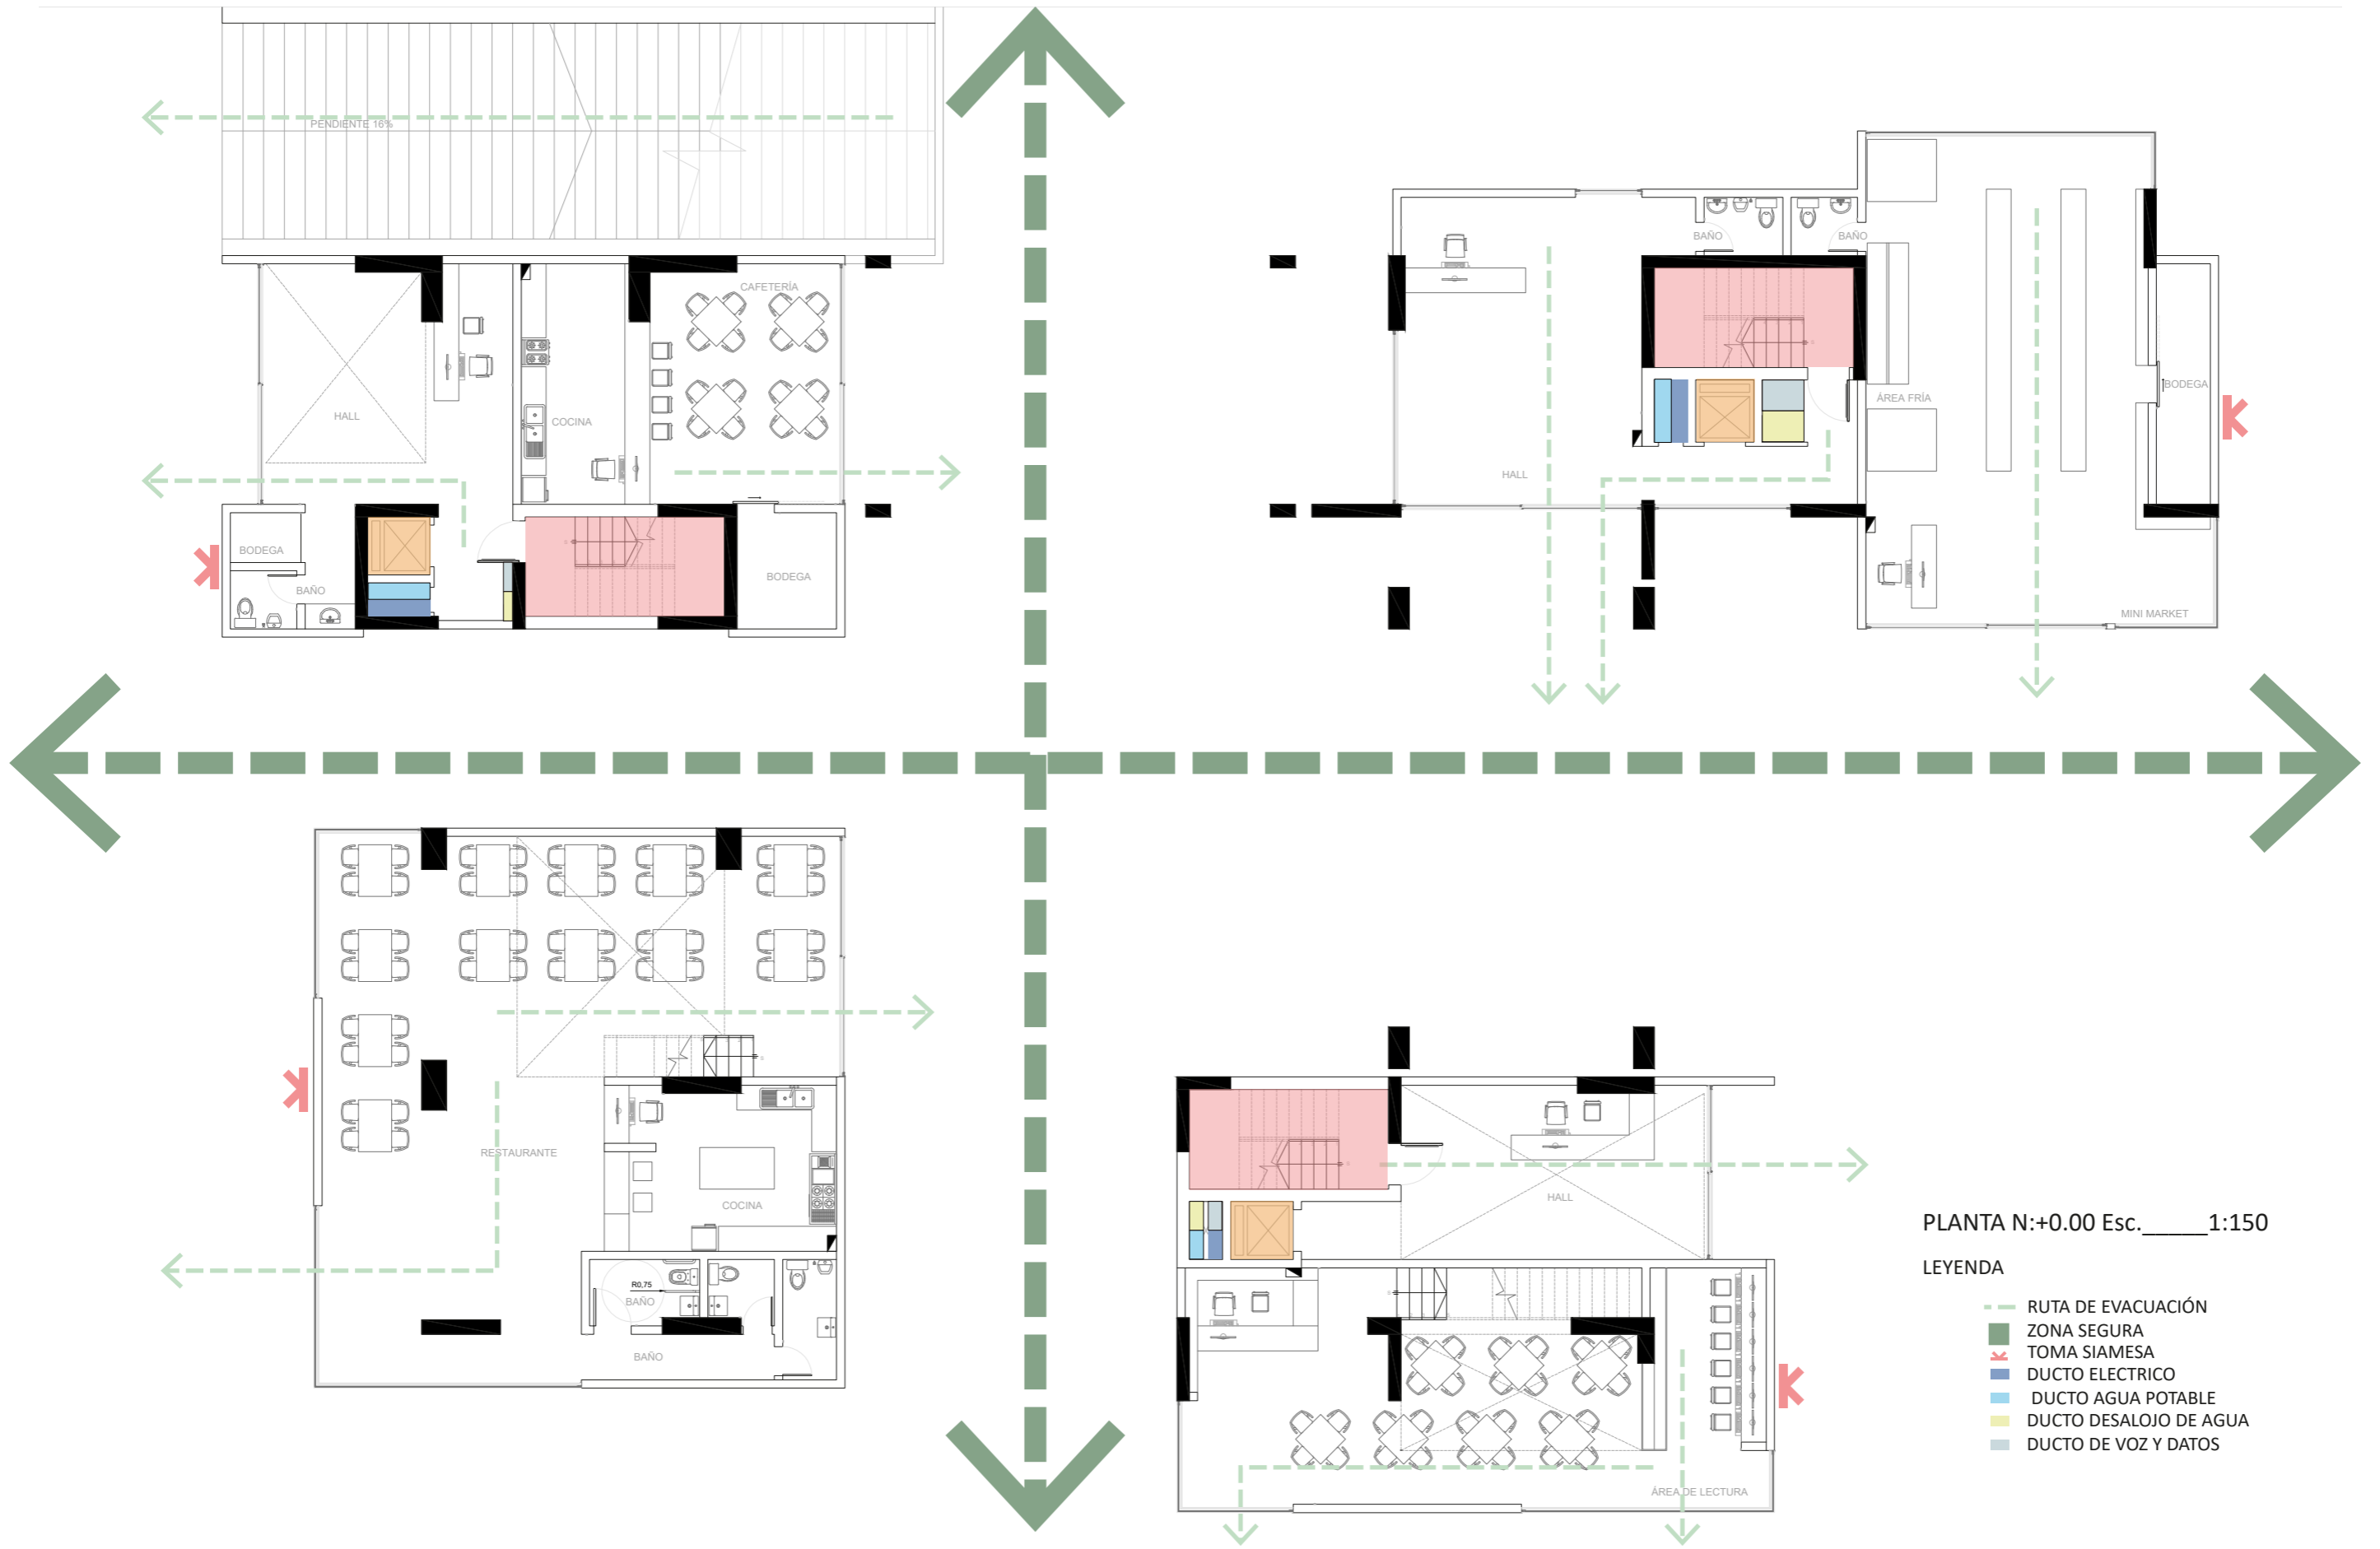 PENDIENTE 16%
CAFETERÍA
HALL
COCINA
BODEGA
BAÑO
BODEGA
BAÑO
BAÑO
ÁREA FRÍA
BODEGA
HALL
MINI MARKET
RESTAURANTE
COCINA
R0,75
BAÑO
BAÑO
HALL
ÁREA DE LECTURA
PLANTA N:+0.00 Esc._____1:150
LEYENDA
RUTA DE EVACUACIÓN
ZONA SEGURA
TOMA SIAMESA
DUCTO ELECTRICO
DUCTO AGUA POTABLE
DUCTO DESALOJO DE AGUA
DUCTO DE VOZ Y DATOS